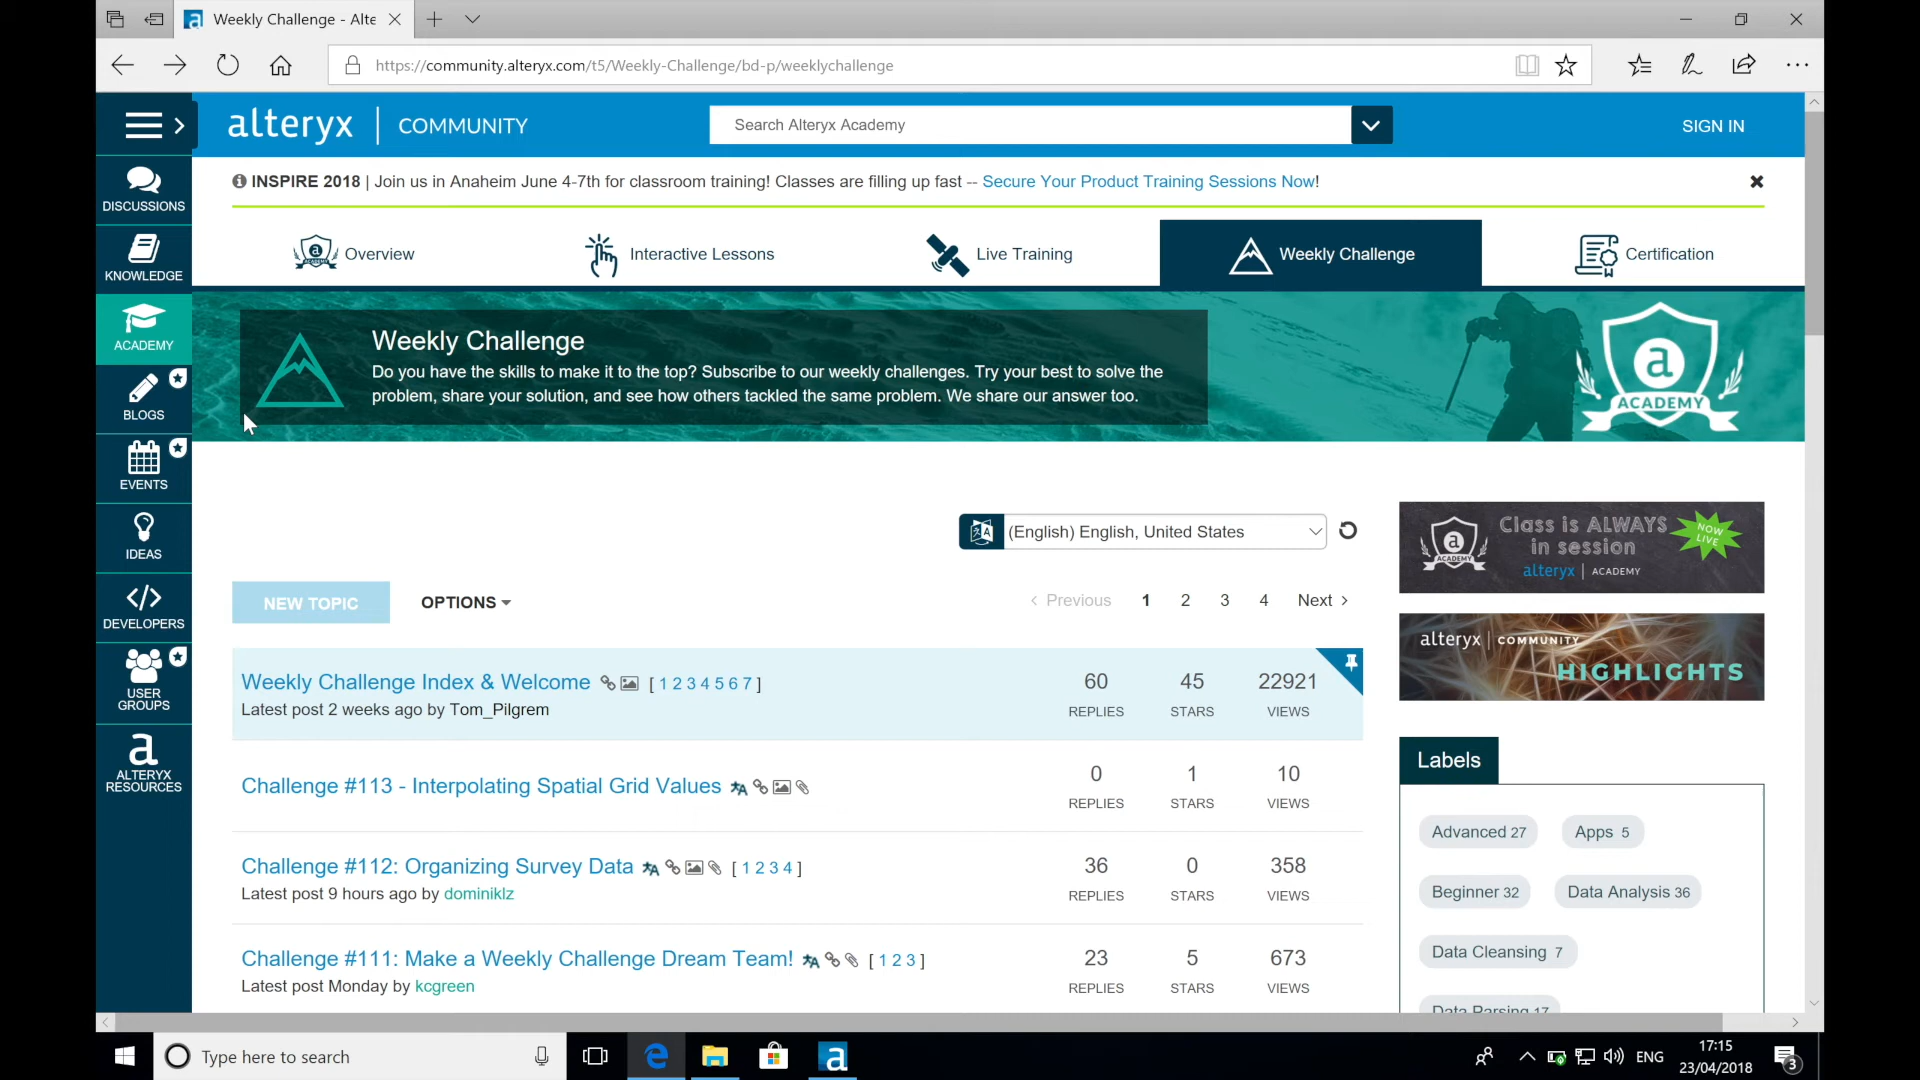 Weekly Challenge - Alte
https://community.alteryx.com/t5/Weekly-Challenge/bd-p/weeklychallenge
alteryx | COMMUNITY
Search Alteryx Academy
SIGN IN
INSPIRE 2018 | Join us in Anaheim June 4-7th for classroom training! Classes are filling up fast -- Secure Your Product Training Sessions Now!
Overview
Interactive Lessons
Live Training
Weekly Challenge
Certification
DISCUSSIONS
KNOWLEDGE
ACADEMY
BLOGS
EVENTS
IDEAS
DEVELOPERS
USER
GROUPS
ALTERYX
RESOURCES
Weekly Challenge
Do you have the skills to make it to the top? Subscribe to our weekly challenges. Try your best to solve the
problem, share your solution, and see how others tackled the same problem. We share our answer too.
a
ACADEMY
(English) English, United States
NEW TOPIC
OPTIONS
Previous 1 2 3 4 Next
Weekly Challenge Index & Welcome [ 1 2 3 4 5 6 7 ]
Latest post 2 weeks ago by Tom_Pilgrem
60 45 22921
REPLIES STARS VIEWS
Challenge #113 - Interpolating Spatial Grid Values
0 1 10
REPLIES STARS VIEWS
Challenge #112: Organizing Survey Data [ 1 2 3 4 ]
Latest post 9 hours ago by dominiklz
36 0 358
REPLIES STARS VIEWS
Challenge #111: Make a Weekly Challenge Dream Team! [ 1 2 3 ]
Latest post Monday by kcgreen
23 5 673
REPLIES STARS VIEWS
a
ACADEMY
Class is ALWAYS
in session
alteryx | ACADEMY
NOW
LIVE
alteryx | COMMUNITY
HIGHLIGHTS
Labels
Advanced 27
Apps 5
Beginner 32
Data Analysis 36
Data Cleansing 7
Data Parsing 17
Type here to search
ENG
17:15
23/04/2018
3